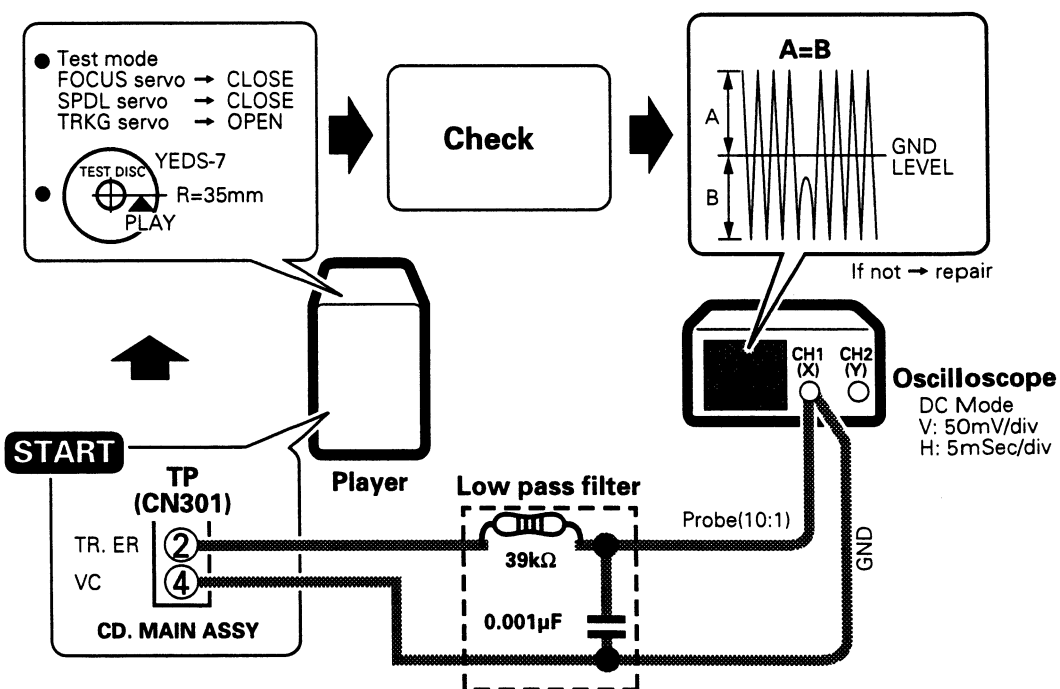 ● Test mode
FOCUS servo → CLOSE
SPDL servo → CLOSE
TRKG servo → OPEN
● TEST DISC
YEDS-7
R=35mm
PLAY
Check
A=B
A
B
GND
LEVEL
If not → repair
START
TP
(CN301)
TR. ER ②
VC ④
CD. MAIN ASSY
Player
Low pass filter
39kΩ
0.001µF
Probe(10:1)
GND
CH1
(X)
CH2
(Y)
Oscilloscope
DC Mode
V: 50mV/div
H: 5mSec/div